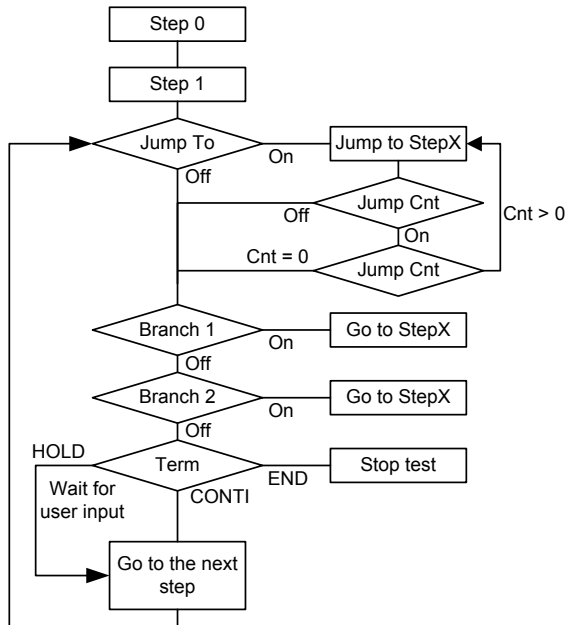 Step 0
Step 1
Jump To
On
Jump to StepX
Off
Jump Cnt
Off
On
Cnt > 0
Cnt = 0
Jump Cnt
Branch 1
On
Go to StepX
Off
Branch 2
On
Go to StepX
Off
HOLD
Term
END
Stop test
Wait for
user input
CONTI
Go to the next
step